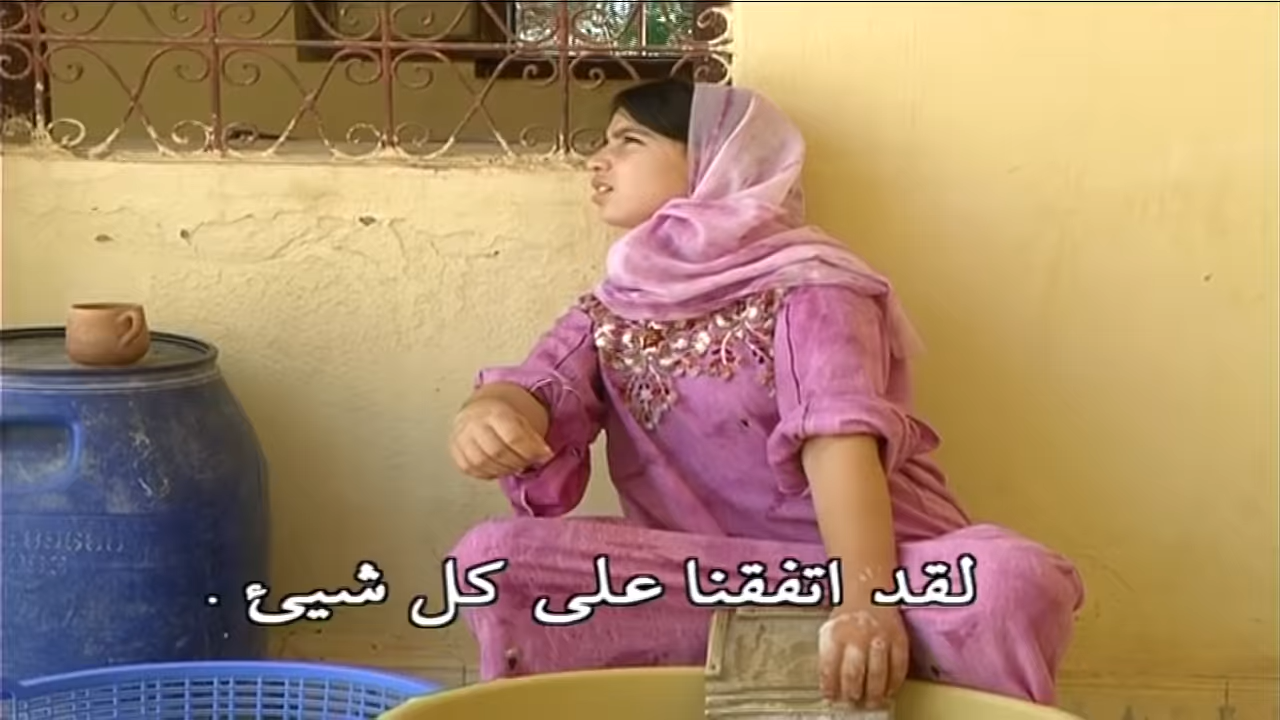 لقد اتفقنا على كل شيئ .